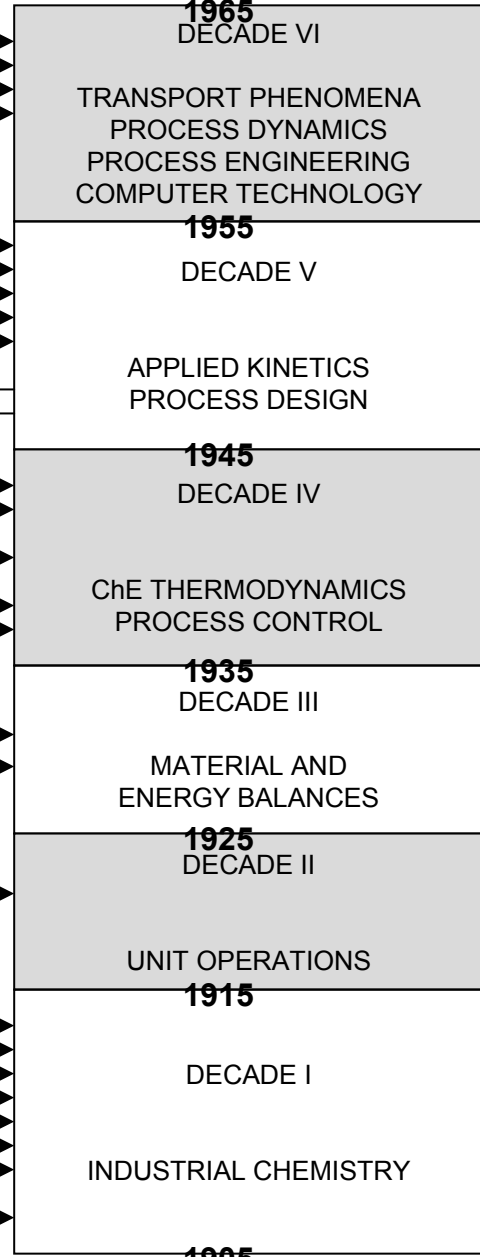 1965
DECADE VI
TRANSPORT PHENOMENA
PROCESS DYNAMICS
PROCESS ENGINEERING
COMPUTER TECHNOLOGY
1955
DECADE V
APPLIED KINETICS
PROCESS DESIGN
1945
DECADE IV
ChE THERMODYNAMICS
PROCESS CONTROL
1935
DECADE III
MATERIAL AND
ENERGY BALANCES
1925
DECADE II
UNIT OPERATIONS
1915
DECADE I
INDUSTRIAL CHEMISTRY
1905